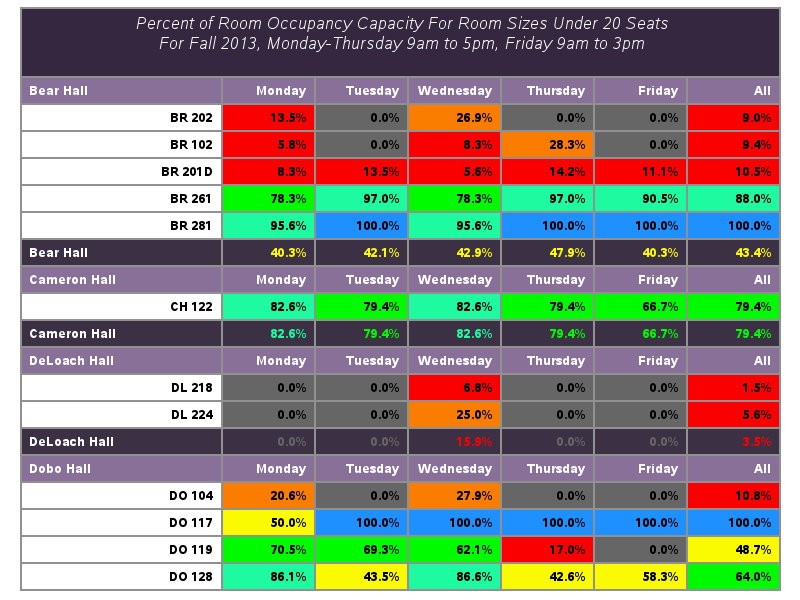 Percent of Room Occupancy Capacity For Room Sizes Under 20 Seats
For Fall 2013, Monday-Thursday 9am to 5pm, Friday 9am to 3pm
Bear Hall Monday Tuesday Wednesday Thursday Friday All
BR 202 13.5% 0.0% 26.9% 0.0% 0.0% 9.0%
BR 102 5.8% 0.0% 8.3% 28.3% 0.0% 9.4%
BR 201D 8.3% 13.5% 5.6% 14.2% 11.1% 10.5%
BR 261 78.3% 97.0% 78.3% 97.0% 90.5% 88.0%
BR 281 95.6% 100.0% 95.6% 100.0% 100.0% 100.0%
Bear Hall 40.3% 42.1% 42.9% 47.9% 40.3% 43.4%
Cameron Hall Monday Tuesday Wednesday Thursday Friday All
CH 122 82.6% 79.4% 82.6% 79.4% 66.7% 79.4%
Cameron Hall 82.6% 79.4% 82.6% 79.4% 66.7% 79.4%
DeLoach Hall Monday Tuesday Wednesday Thursday Friday All
DL 218 0.0% 0.0% 6.8% 0.0% 0.0% 1.5%
DL 224 0.0% 0.0% 25.0% 0.0% 0.0% 5.6%
DeLoach Hall 0.0% 0.0% 15.9% 0.0% 0.0% 3.5%
Dobo Hall Monday Tuesday Wednesday Thursday Friday All
DO 104 20.6% 0.0% 27.9% 0.0% 0.0% 10.8%
DO 117 50.0% 100.0% 100.0% 100.0% 100.0% 100.0%
DO 119 70.5% 69.3% 62.1% 17.0% 0.0% 48.7%
DO 128 86.1% 43.5% 86.6% 42.6% 58.3% 64.0%